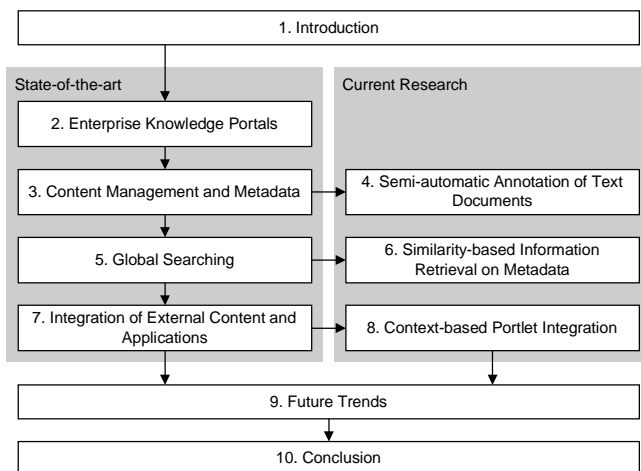 1. Introduction
State-of-the-art
Current Research
2. Enterprise Knowledge Portals
3. Content Management and Metadata
4. Semi-automatic Annotation of Text
Documents
5. Global Searching
6. Similarity-based Information
Retrieval on Metadata
7. Integration of External Content and
Applications
8. Context-based Portlet Integration
9. Future Trends
10. Conclusion